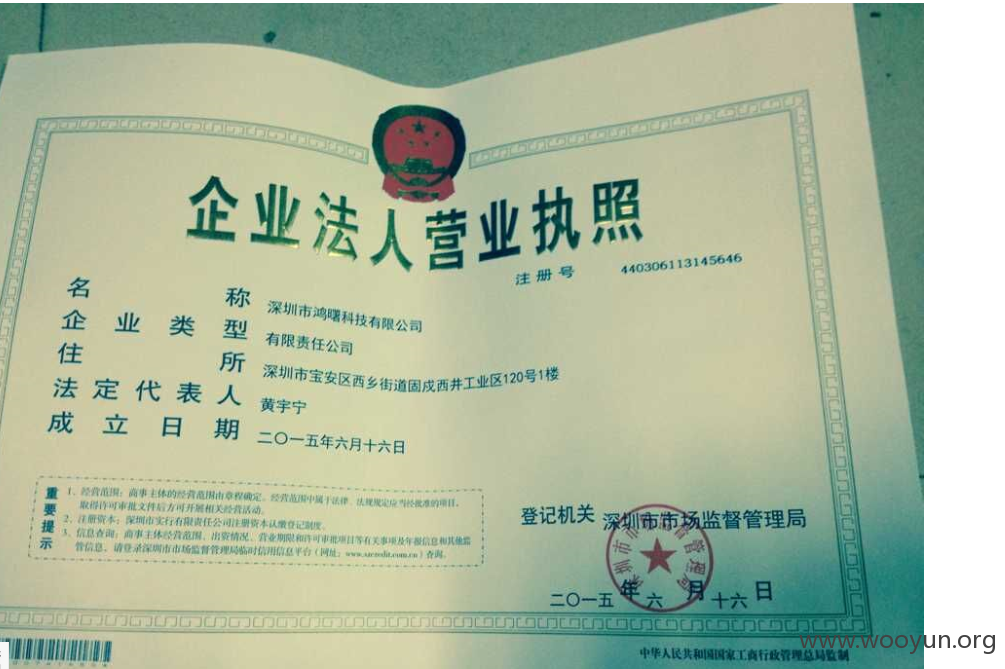 企业法人营业执照
注册号 440306113145646
名称 深圳市鸿曙科技有限公司
企业类型 有限责任公司
住所 深圳市宝安区西乡街道固戍西井工业区120号1楼
法定代表人 黄宇宁
成立日期 二〇一五年六月十六日
重要提示
1、经营范围：商事主体的经营范围由章程确定。经营范围中属于法律、法规规定应当经批准的项目，
取得许可审批文件后方可开展相关经营活动。
2、注册资本：深圳市实行有限责任公司注册资本认缴登记制度。
3、信息查询：商事主体经营范围、出资情况、营业期限和许可审批项目等有关事项及年报信息和其他监
管信息，请登录深圳市市场监督管理局临时信用信息平台（网址：www.szcredit.com.cn）查询。
登记机关 深圳市市场监督管理局
二〇一五年六月十六日
中华人民共和国国家工商行政管理总局监制
www.wooyun.org